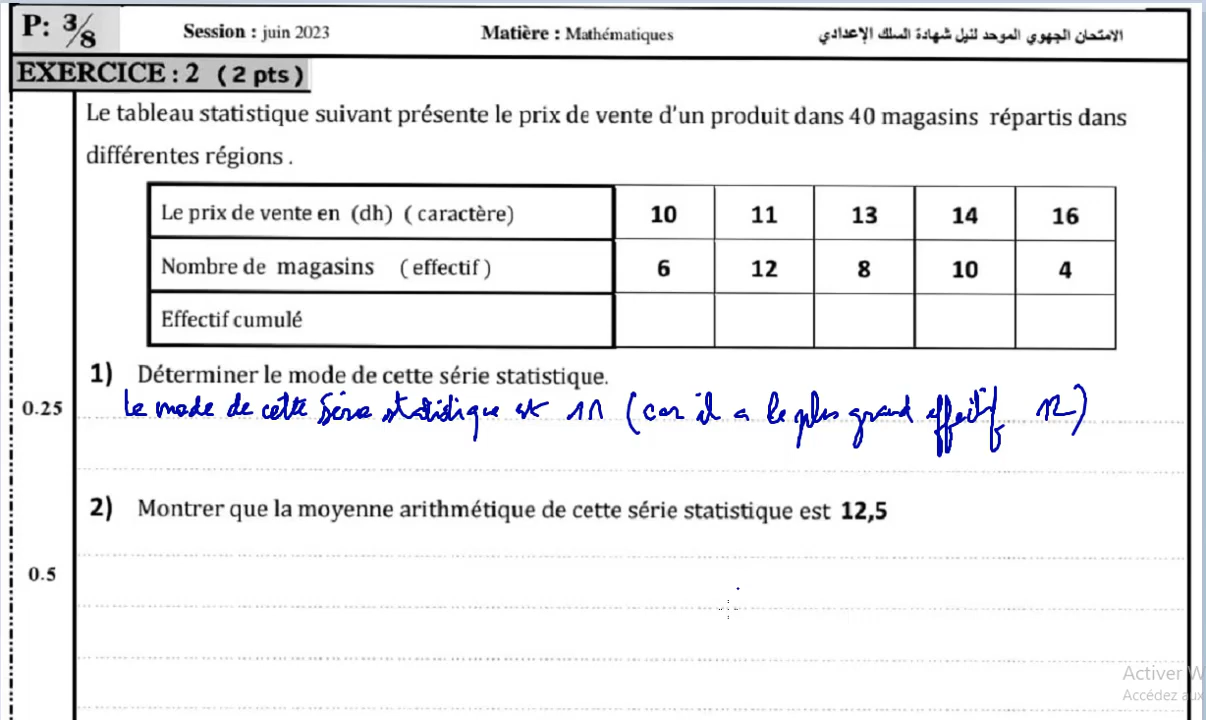 P: 3/8 Session : juin 2023 Matière : Mathématiques الامتحان الجهوي الموحد لنيل شهادة السلك الإعدادي
EXERCICE : 2 ( 2 pts )
Le tableau statistique suivant présente le prix de vente d'un produit dans 40 magasins répartis dans
différentes régions .
Le prix de vente en (dh) ( caractère) 10 11 13 14 16
Nombre de magasins ( effectif ) 6 12 8 10 4
Effectif cumulé
1) Déterminer le mode de cette série statistique.
0.25 Le mode de cette série statistique est 11 (car il a le plus grand effectif 12)
2) Montrer que la moyenne arithmétique de cette série statistique est 12,5
0.5
Activer W
Accédez aux